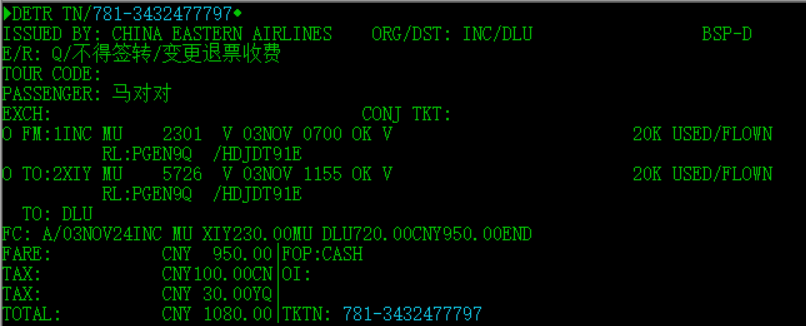 ▶DETR TN/781-3432477797◆
ISSUED BY: CHINA EASTERN AIRLINES ORG/DST: INC/DLU BSP-D
E/R: Q/不得签转/变更退票收费
TOUR CODE:
PASSENGER: 马对对
EXCH: CONJ TKT:
O FM:1INC MU 2301 V 03NOV 0700 OK V 20K USED/FLOWN
RL:PGEN9Q /HDJDT91E
O TO:2XIY MU 5726 V 03NOV 1155 OK V 20K USED/FLOWN
RL:PGEN9Q /HDJDT91E
TO: DLU
FC: A/03NOV24INC MU XIY230.00MU DLU720.00CNY950.00END
FARE: CNY 950.00|FOP:CASH
TAX: CNY100.00CN|OI:
TAX: CNY 30.00YQ|
TOTAL: CNY 1080.00|TKTN: 781-3432477797